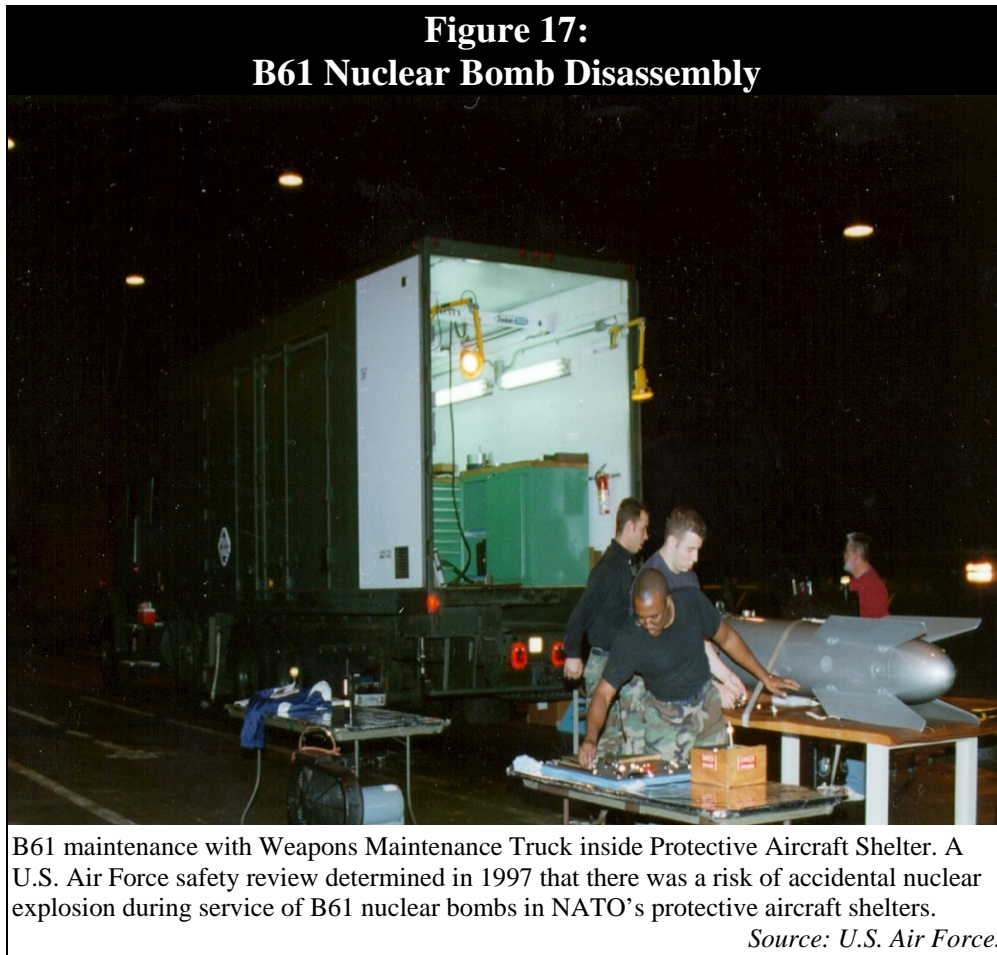 Figure 17:
B61 Nuclear Bomb Disassembly
B61 maintenance with Weapons Maintenance Truck inside Protective Aircraft Shelter. A
U.S. Air Force safety review determined in 1997 that there was a risk of accidental nuclear
explosion during service of B61 nuclear bombs in NATO’s protective aircraft shelters.
Source: U.S. Air Force.